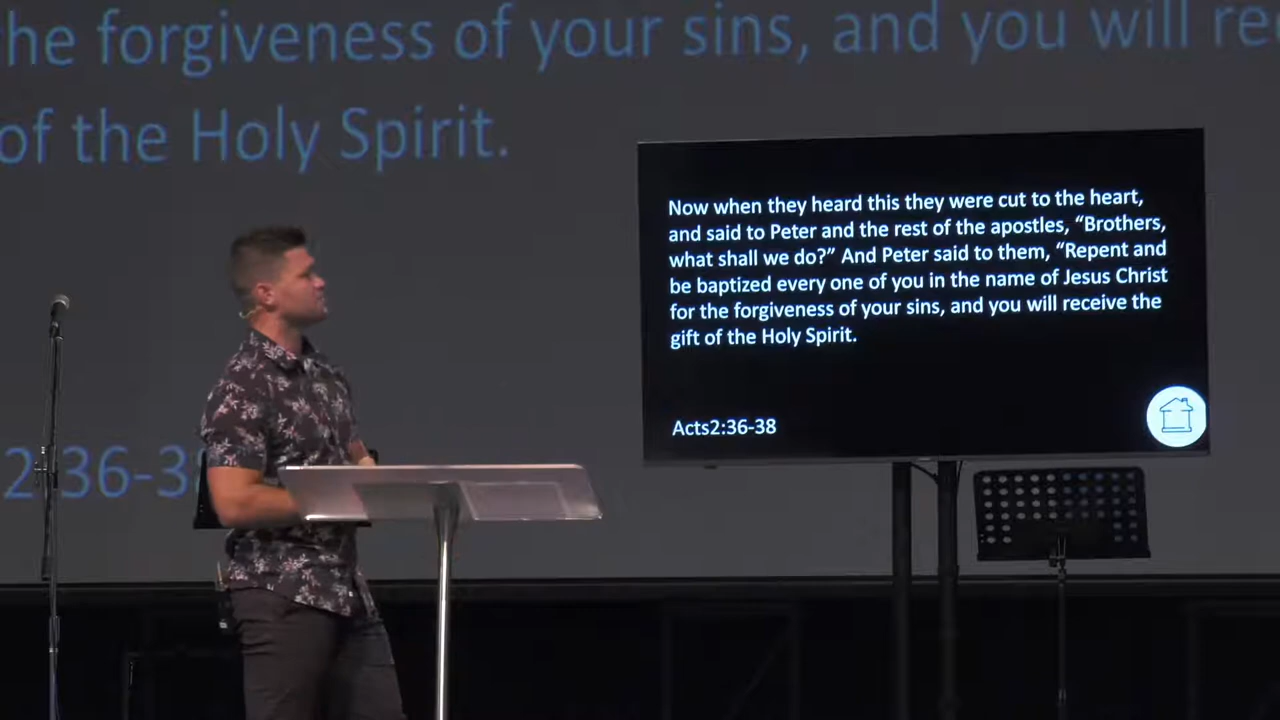 he forgiveness of your sins, and you will re
of the Holy Spirit.
2:36-3
Now when they heard this they were cut to the heart,
and said to Peter and the rest of the apostles, “Brothers,
what shall we do?” And Peter said to them, “Repent and
be baptized every one of you in the name of Jesus Christ
for the forgiveness of your sins, and you will receive the
gift of the Holy Spirit.
Acts2:36-38